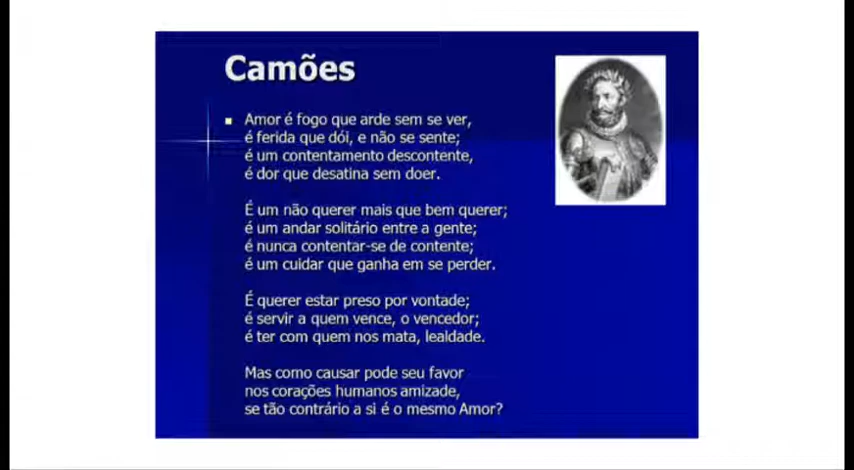 Camões
Amor é fogo que arde sem se ver,
é ferida que dói, e não se sente;
é um contentamento descontente,
é dor que desatina sem doer.
É um não querer mais que bem querer;
é um andar solitário entre a gente;
é nunca contentar-se de contente;
é um cuidar que ganha em se perder.
É querer estar preso por vontade;
é servir a quem vence, o vencedor;
é ter com quem nos mata, lealdade.
Mas como causar pode seu favor
nos corações humanos amizade,
se tão contrário a si é o mesmo Amor?